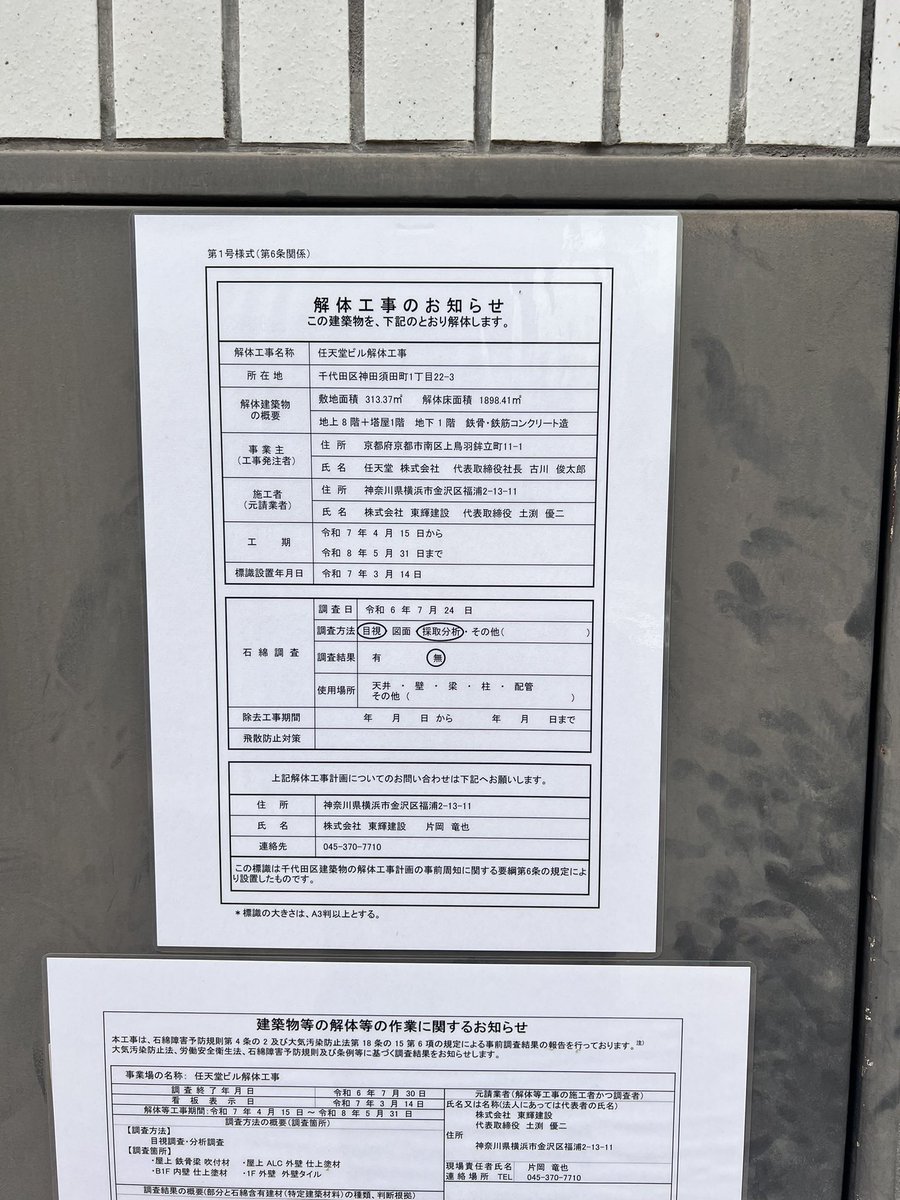 第1号様式(第6条関係)
解体工事のお知らせ
この建築物を、下記のとおり解体します。
解体工事名称 任天堂ビル解体工事
所在地 千代田区神田須田町1丁目22-3
解体建築物の概要 敷地面積 313.37㎡ 解体床面積 1898.41㎡
地上8階+塔屋1階 地下1階 鉄骨・鉄筋コンクリート造
事業主(工事発注者) 住所 京都府京都市南区上鳥羽鉾立町11-1
氏名 任天堂 株式会社 代表取締役社長 古川 俊太郎
施工者(元請業者) 住所 神奈川県横浜市金沢区福浦2-13-11
氏名 株式会社 東輝建設 代表取締役 土渕 優二
工期 令和 7 年 4 月 15 日から
令和 8 年 5 月 31 日まで
標識設置年月日 令和 7 年 3 月 14 日
石綿調査 調査日 令和 6 年 7 月 24 日
調査方法 目視 図面 採取分析・その他( )
調査結果 有 無
使用場所 天井 ・ 壁 ・ 梁 ・ 柱 ・ 配管
その他( )
除去工事期間 年 月 日 から 年 月 日まで
飛散防止対策
上記解体工事計画についてのお問い合わせは下記へお願いします。
住所 神奈川県横浜市金沢区福浦2-13-11
氏名 株式会社 東輝建設 片岡 竜也
連絡先 045-370-7710
この標識は千代田区建築物の解体工事計画の事前周知に関する要綱第6条の規定によ
り設置したものです。
*標識の大きさは、A3判以上とする。
建築物等の解体等の作業に関するお知らせ
本工事は、石綿障害予防規則第4条の2及び大気汚染防止法第18条の15第6項の規定による事前調査結果の報告を行っております。注)
大気汚染防止法、労働安全衛生法、石綿障害予防規則及び条例等に基づく調査結果をお知らせします。
事業場の名称: 任天堂ビル解体工事
調査終了年月日 令和 6 年 7 月 30 日
看板表示日 令和 7 年 3 月 14 日
解体等工事期間:令和 7 年 4 月 15 日 ~ 令和 8 年 5 月 31 日
調査方法の概要(調査箇所)
【調査方法】
目視調査・分析調査
【調査箇所】
・屋上 鉄骨梁 吹付材 ・屋上 ALC 外壁 仕上塗材
・B1F 内壁 仕上塗材 ・1F 外壁 外壁タイル
調査結果の概要(部分と石綿含有建材(特定建築材料)の種類、判断根拠)
元請業者(解体等工事の施工者かつ調査者)
氏名又は名称(法人にあっては代表者の氏名)
株式会社 東輝建設
代表取締役 土渕 優二
住所
神奈川県横浜市金沢区福浦2-13-11
現場責任者氏名 片岡 竜也
連絡場所 TEL 045-370-7710